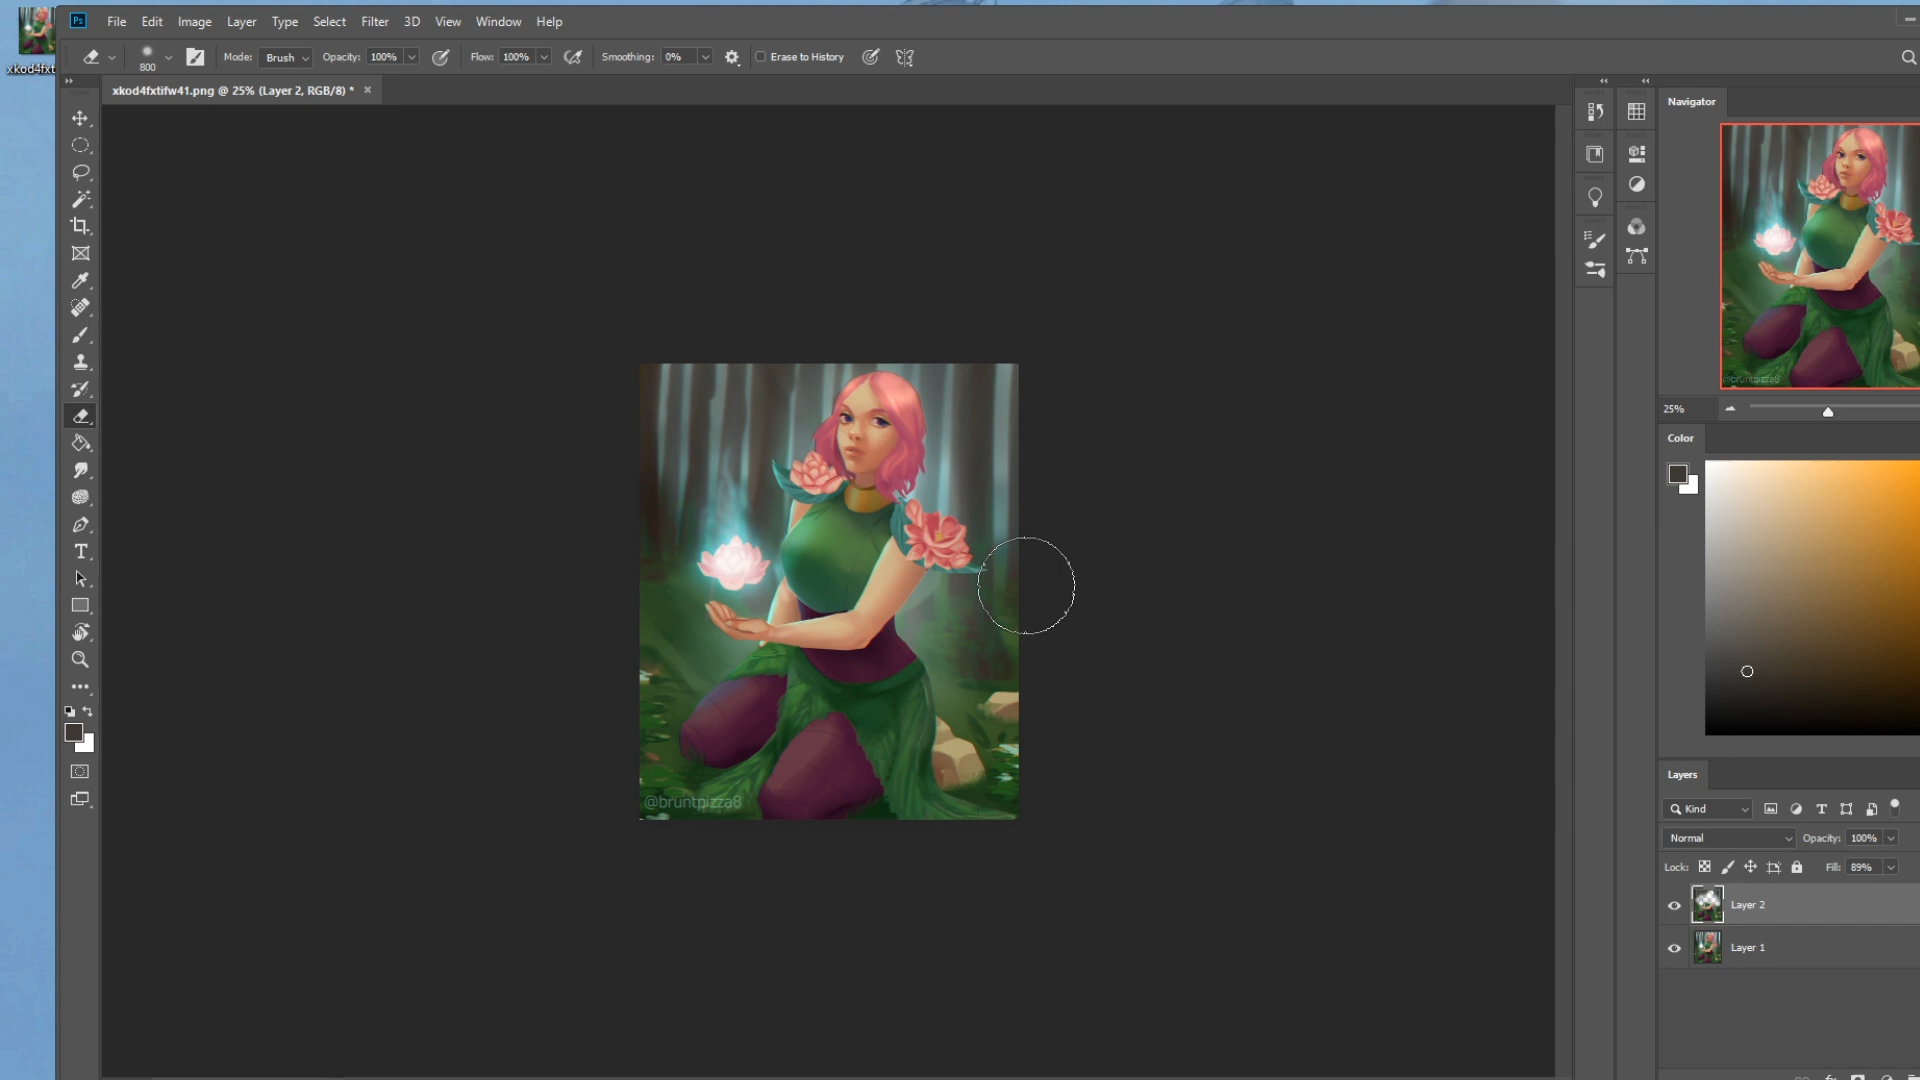 Ps File Edit Image Layer Type Select Filter 3D View Window Help
xkod4fxt
800 Mode: Brush Opacity: 100% Flow: 100% Smoothing: 0% Erase to History
xkod4fxtifw41.png @ 25% (Layer 2, RGB/8) * ×
Navigator
25%
Color
@bruntpizza8
Layers
Kind
Normal Opacity: 100%
Lock: Fill: 89%
Layer 2
Layer 1